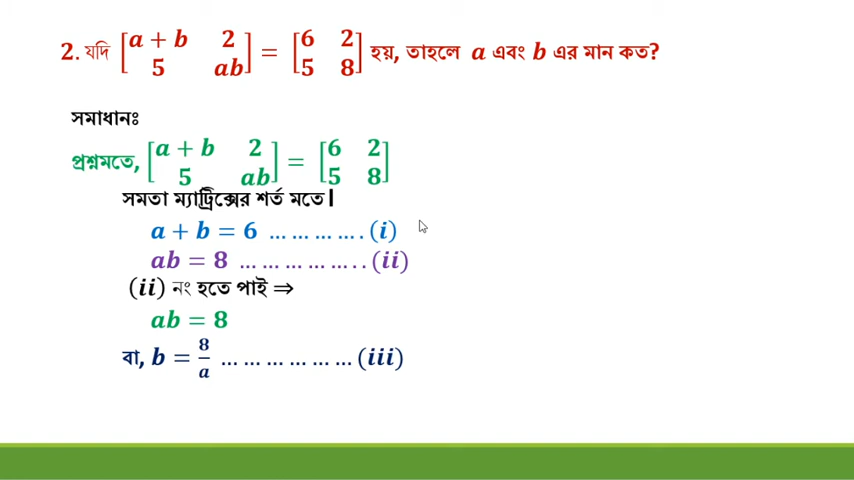 2. যদি [a + b 2 5 ab] = [6 2 5 8] হয়, তাহলে a এবং b এর মান কত?
সমাধানঃ
প্রশ্নমতে, [a + b 2 5 ab] = [6 2 5 8]
সমতা ম্যাট্রিক্সের শর্ত মতে।
a + b = 6 … … … …. (i)
ab = 8 … … … … … . . (ii)
(ii) নং হতে পাই ⇒
ab = 8
বা, b = 8/a … … … … … … (iii)